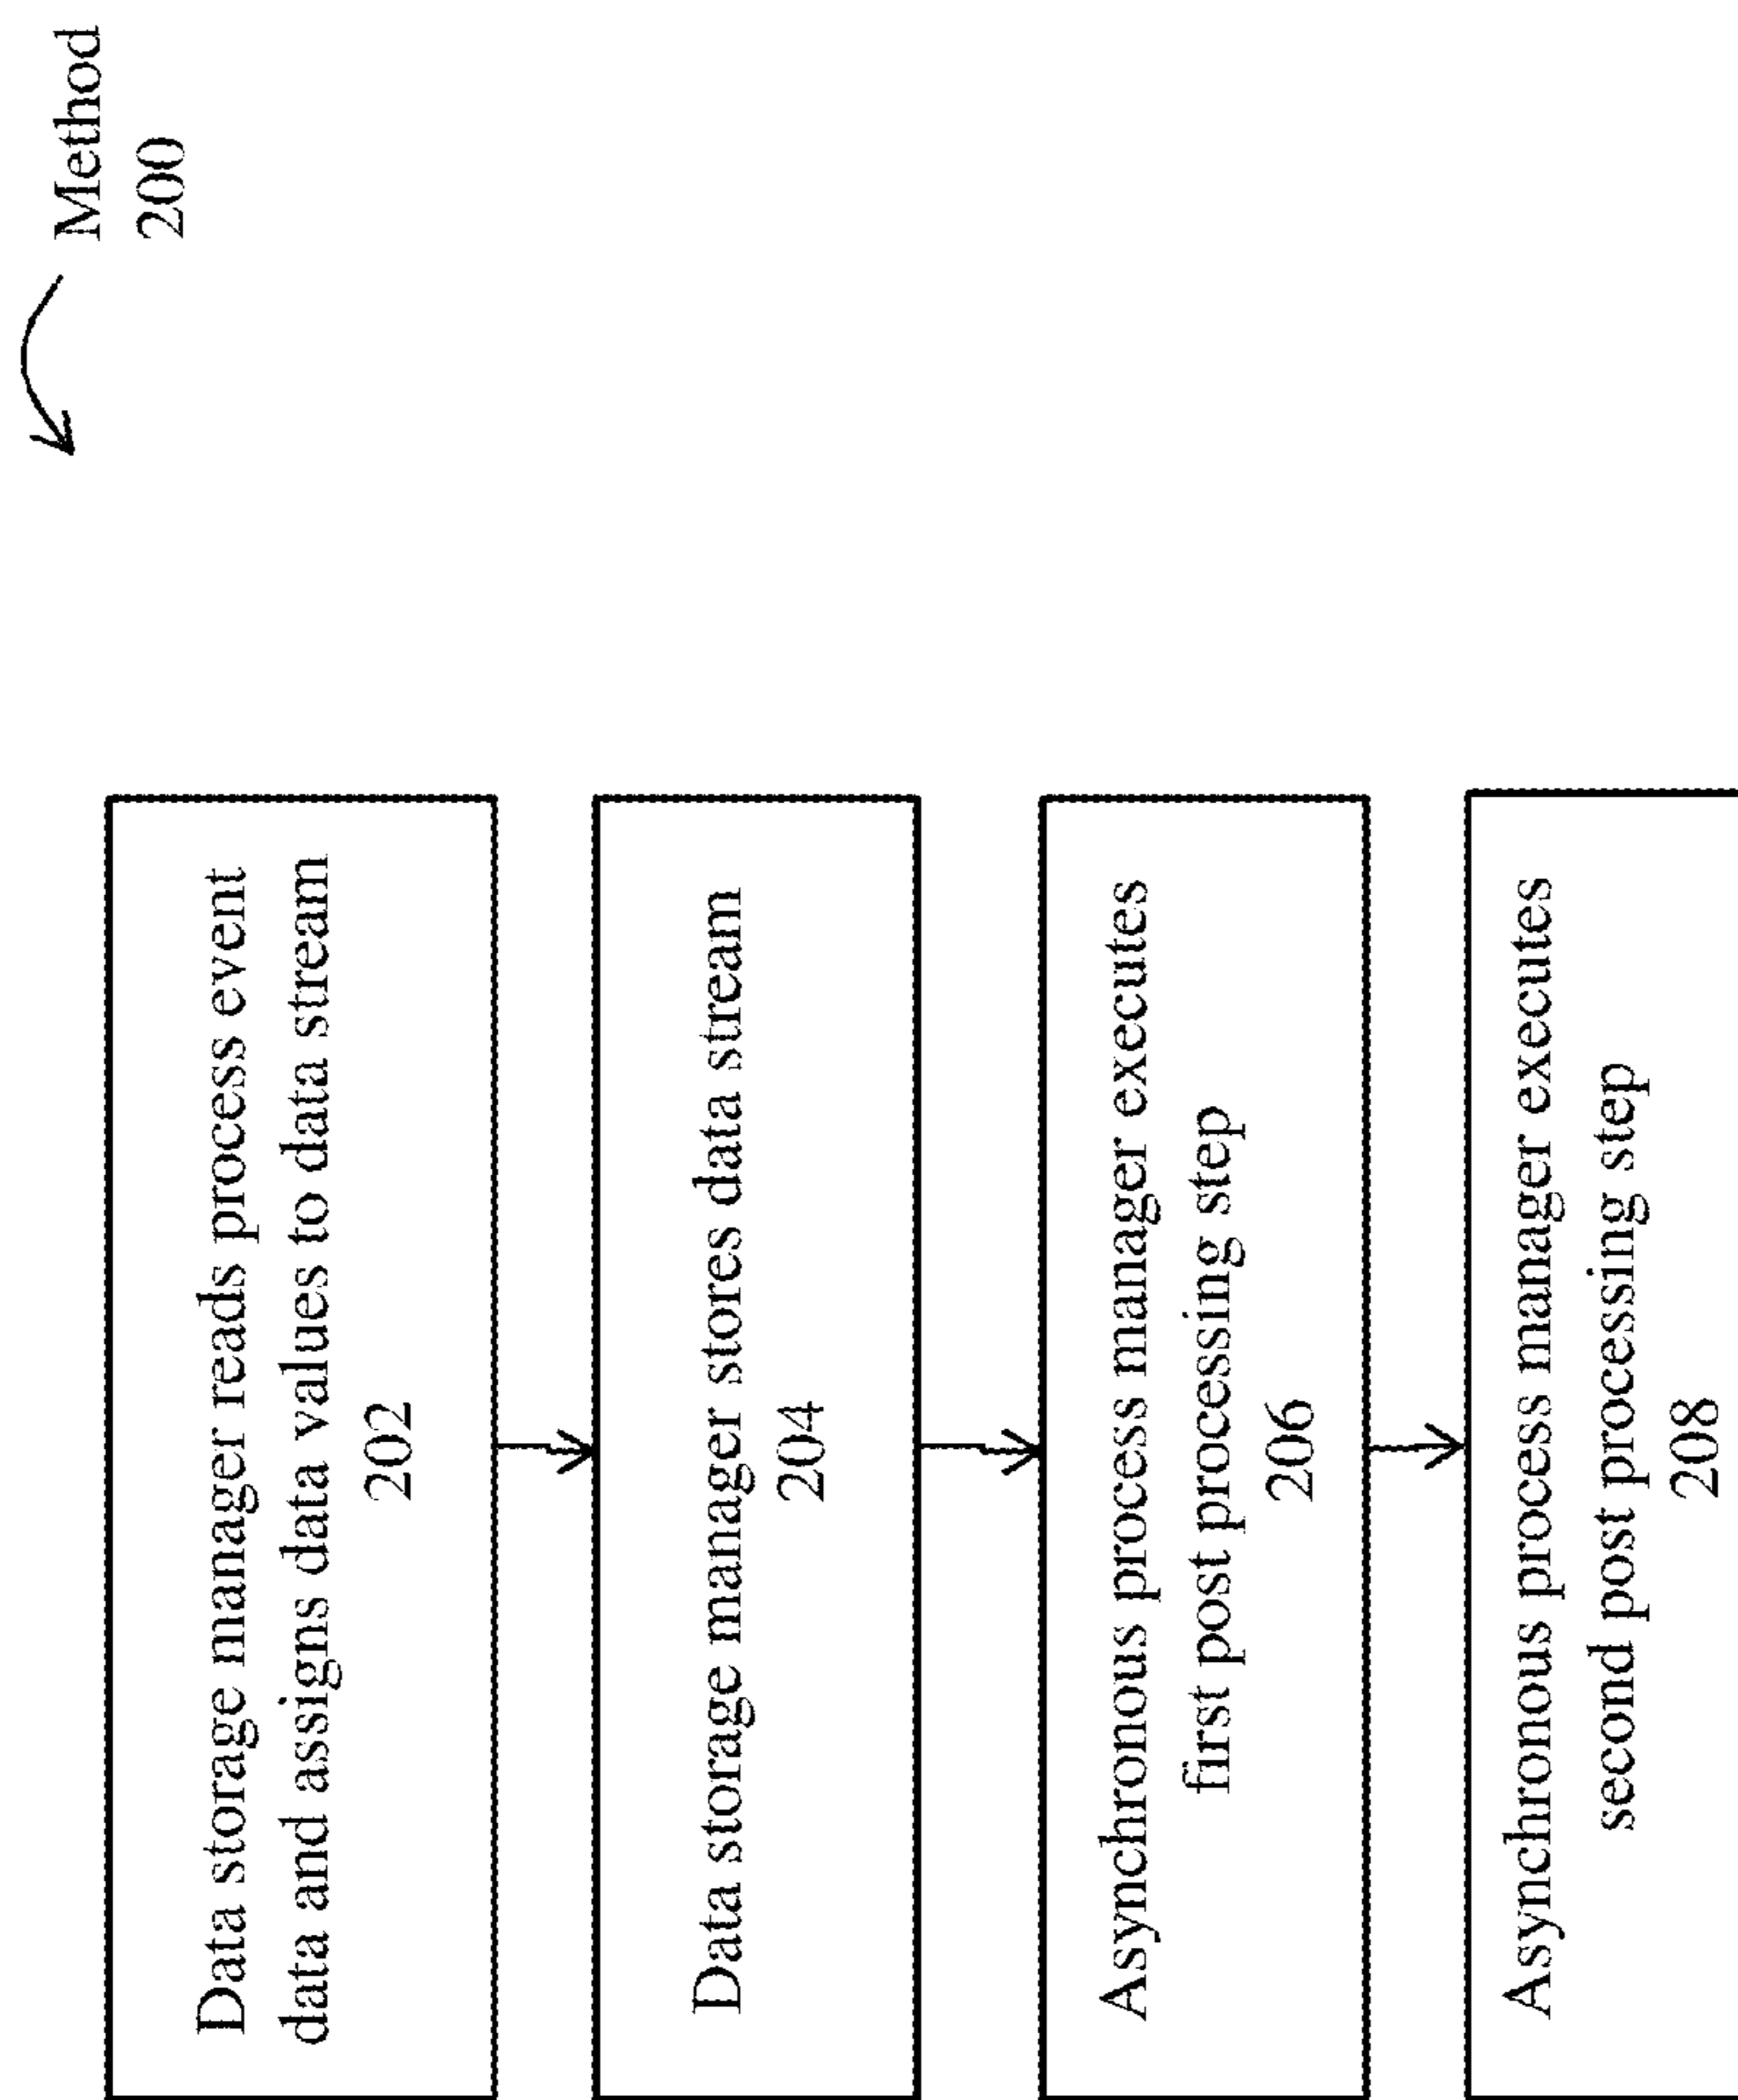 Method
200
Data storage manager reads process event
data and assigns data values to data stream
202
Data storage manager stores data stream
204
Asynchronous process manager executes
first post processing step
206
Asynchronous process manager executes
second post processing step
208